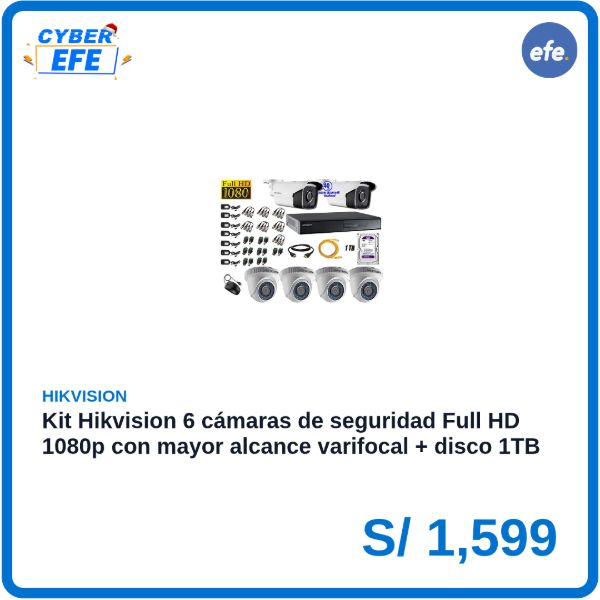 CYBER
EFE
efe.
Full HD
1080
1TB
HIKVISION
Kit Hikvision 6 cámaras de seguridad Full HD
1080p con mayor alcance varifocal + disco 1TB
S/ 1,599